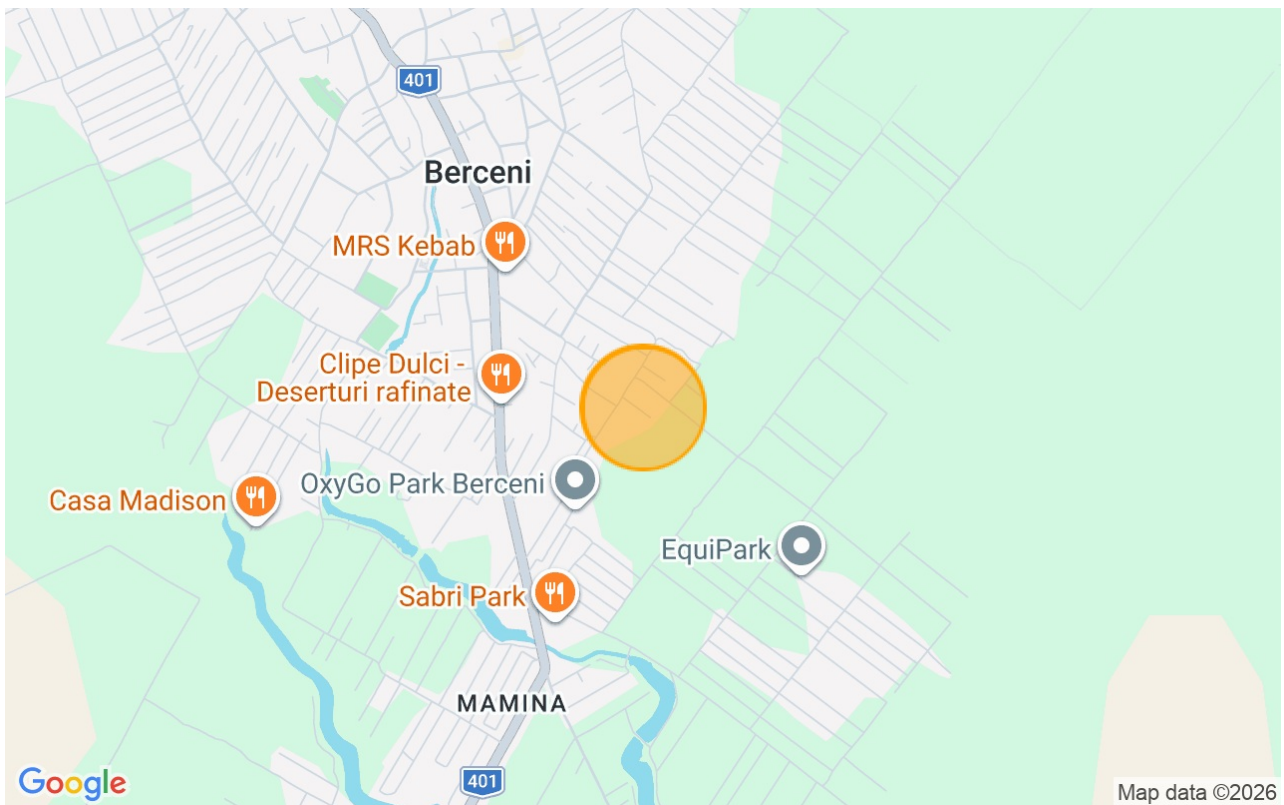 401
Berceni
MRS Kebab
Clipe Dulci -
Deserturi rafinate
OxyGo Park Berceni
Casa Madison
EquiPark
Sabri Park
MAMINA
401
Google
Map data ©2026